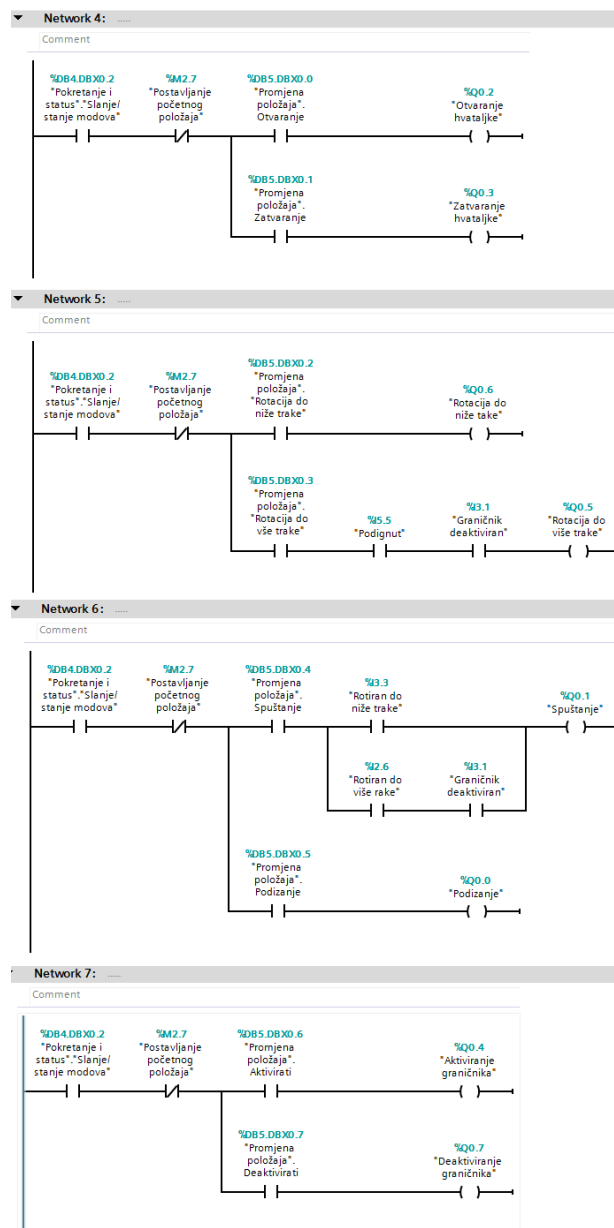 Network 4: .....
Comment
%DB4.DBX0.2
"Pokretanje i
status"."Slanje/
stanje modova"
%M2.7
"Postavljanje
početnog
položaja"
%DB5.DBX0.0
"Promjena
položaja".
Otvaranje
%Q0.2
"Otvaranje
hvataljke"
%DB5.DBX0.1
"Promjena
položaja".
Zatvaranje
%Q0.3
"Zatvaranje
hvataljke"
Network 5: .....
Comment
%DB4.DBX0.2
"Pokretanje i
status"."Slanje/
stanje modova"
%M2.7
"Postavljanje
početnog
položaja"
%DB5.DBX0.2
"Promjena
položaja".
"Rotacija do
niže trake"
%Q0.6
"Rotacija do
niže take"
%DB5.DBX0.3
"Promjena
položaja".
"Rotacija do
vše trake"
%I5.5
"Podignut"
%I3.1
"Graničnik
deaktiviran"
%Q0.5
"Rotacija do
više trake"
Network 6: .....
Comment
%DB4.DBX0.2
"Pokretanje i
status"."Slanje/
stanje modova"
%M2.7
"Postavljanje
početnog
položaja"
%DB5.DBX0.4
"Promjena
položaja".
Spuštanje
%I3.3
"Rotiran do
niže trake"
%Q0.1
"Spuštanje"
%I2.6
"Rotiran do
više rake"
%I3.1
"Graničnik
deaktiviran"
%DB5.DBX0.5
"Promjena
položaja".
Podizanje
%Q0.0
"Podizanje"
Network 7: .....
Comment
%DB4.DBX0.2
"Pokretanje i
status"."Slanje/
stanje modova"
%M2.7
"Postavljanje
početnog
položaja"
%DB5.DBX0.6
"Promjena
položaja".
Aktivirati
%Q0.4
"Aktiviranje
graničnika"
%DB5.DBX0.7
"Promjena
položaja".
Deaktivirati
%Q0.7
"Deaktiviranje
graničnika"